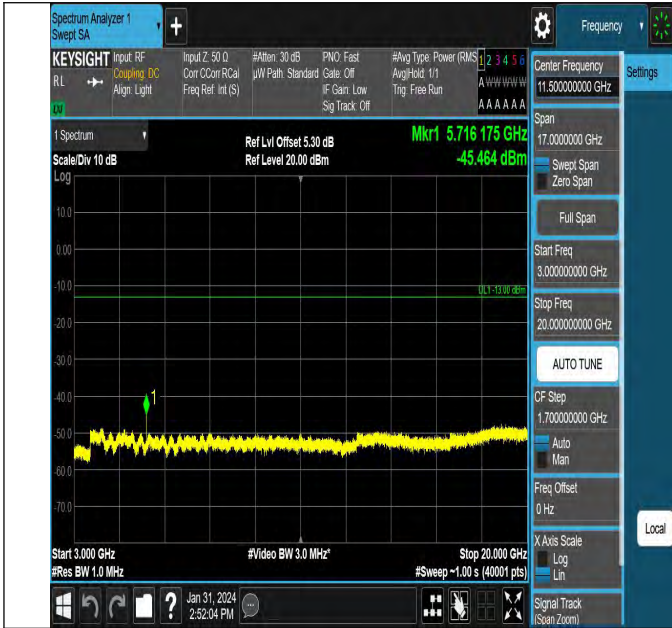 Spectrum Analyzer 1
Swept SA
+
Frequency
KEYSIGHT
RL
Input: RF
Coupling: DC
Align: Light
Input Z: 50 Ω
Corr CCorr RCal
Freq Ref: Int (S)
#Atten: 30 dB
µW Path: Standard
PNO: Fast
Gate: Off
IF Gain: Low
Sig Track: Off
#Avg Type: Power (RMS
Avg|Hold: 1/1
Trig: Free Run
1 2 3 4 5 6
A W W W W W
A A A A A A
1 Spectrum
Scale/Div 10 dB
Ref Lvl Offset 5.30 dB
Ref Level 20.00 dBm
Mkr1 5.716 175 GHz
-45.464 dBm
Log
10.0
0.00
-10.0
-20.0
-30.0
-40.0
-50.0
-60.0
-70.0
DL1 -13.00 dBm
1
Start 3.000 GHz
#Res BW 1.0 MHz
#Video BW 3.0 MHz*
Stop 20.000 GHz
#Sweep ~1.00 s (40001 pts)
Jan 31, 2024
2:52:04 PM
Center Frequency
11.500000000 GHz
Settings
Span
17.0000000 GHz
Swept Span
Zero Span
Full Span
Start Freq
3.000000000 GHz
Stop Freq
20.000000000 GHz
AUTO TUNE
CF Step
1.700000000 GHz
Auto
Man
Freq Offset
0 Hz
X Axis Scale
Log
Lin
Local
Signal Track
(Span Zoom)